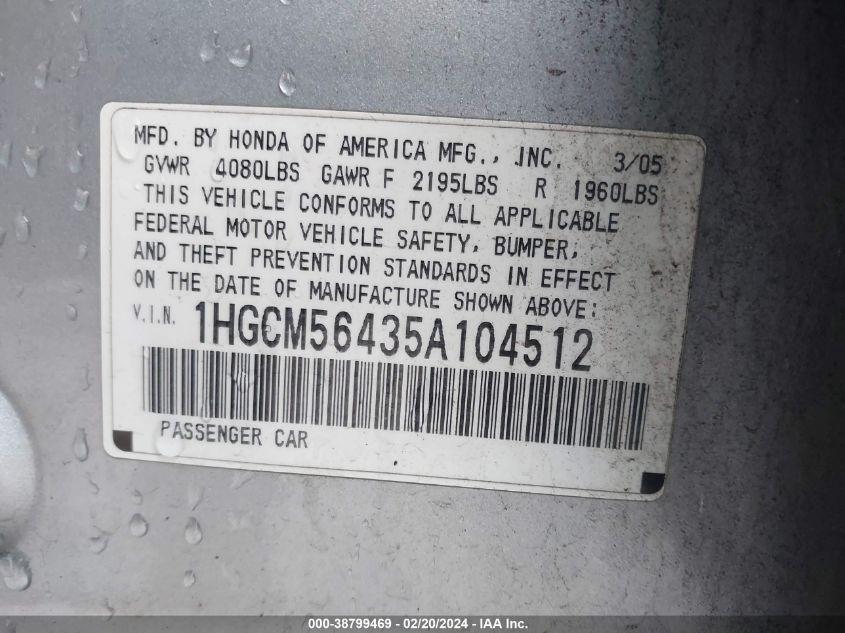 MFD. BY HONDA OF AMERICA MFG., INC. 3/05
GVWR 4080LBS GAWR F 2195LBS R 1960LBS
THIS VEHICLE CONFORMS TO ALL APPLICABLE
FEDERAL MOTOR VEHICLE SAFETY, BUMPER,
AND THEFT PREVENTION STANDARDS IN EFFECT
ON THE DATE OF MANUFACTURE SHOWN ABOVE:
V.I.N. 1HGCM56435A104512
PASSENGER CAR
000-38799469 - 02/20/2024 - IAA Inc.